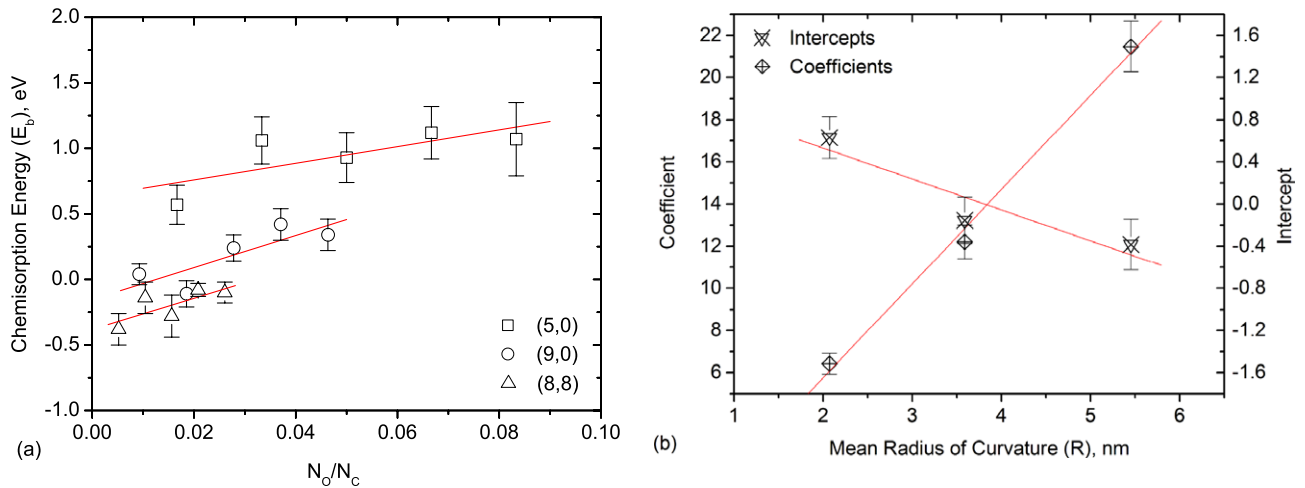 2.0
1.5
1.0
0.5
0.0
-0.5
-1.0
Chemisorption Energy (E_b), eV
(5,0)
(9,0)
(8,8)
0.00 0.02 0.04 0.06 0.08 0.10
(a)
N_O/N_C
22
20
18
16
14
12
10
8
6
Coefficient
Intercepts
Coefficients
1.6
1.2
0.8
0.4
0.0
-0.4
-0.8
-1.2
-1.6
Intercept
1 2 3 4 5 6
(b)
Mean Radius of Curvature (R), nm